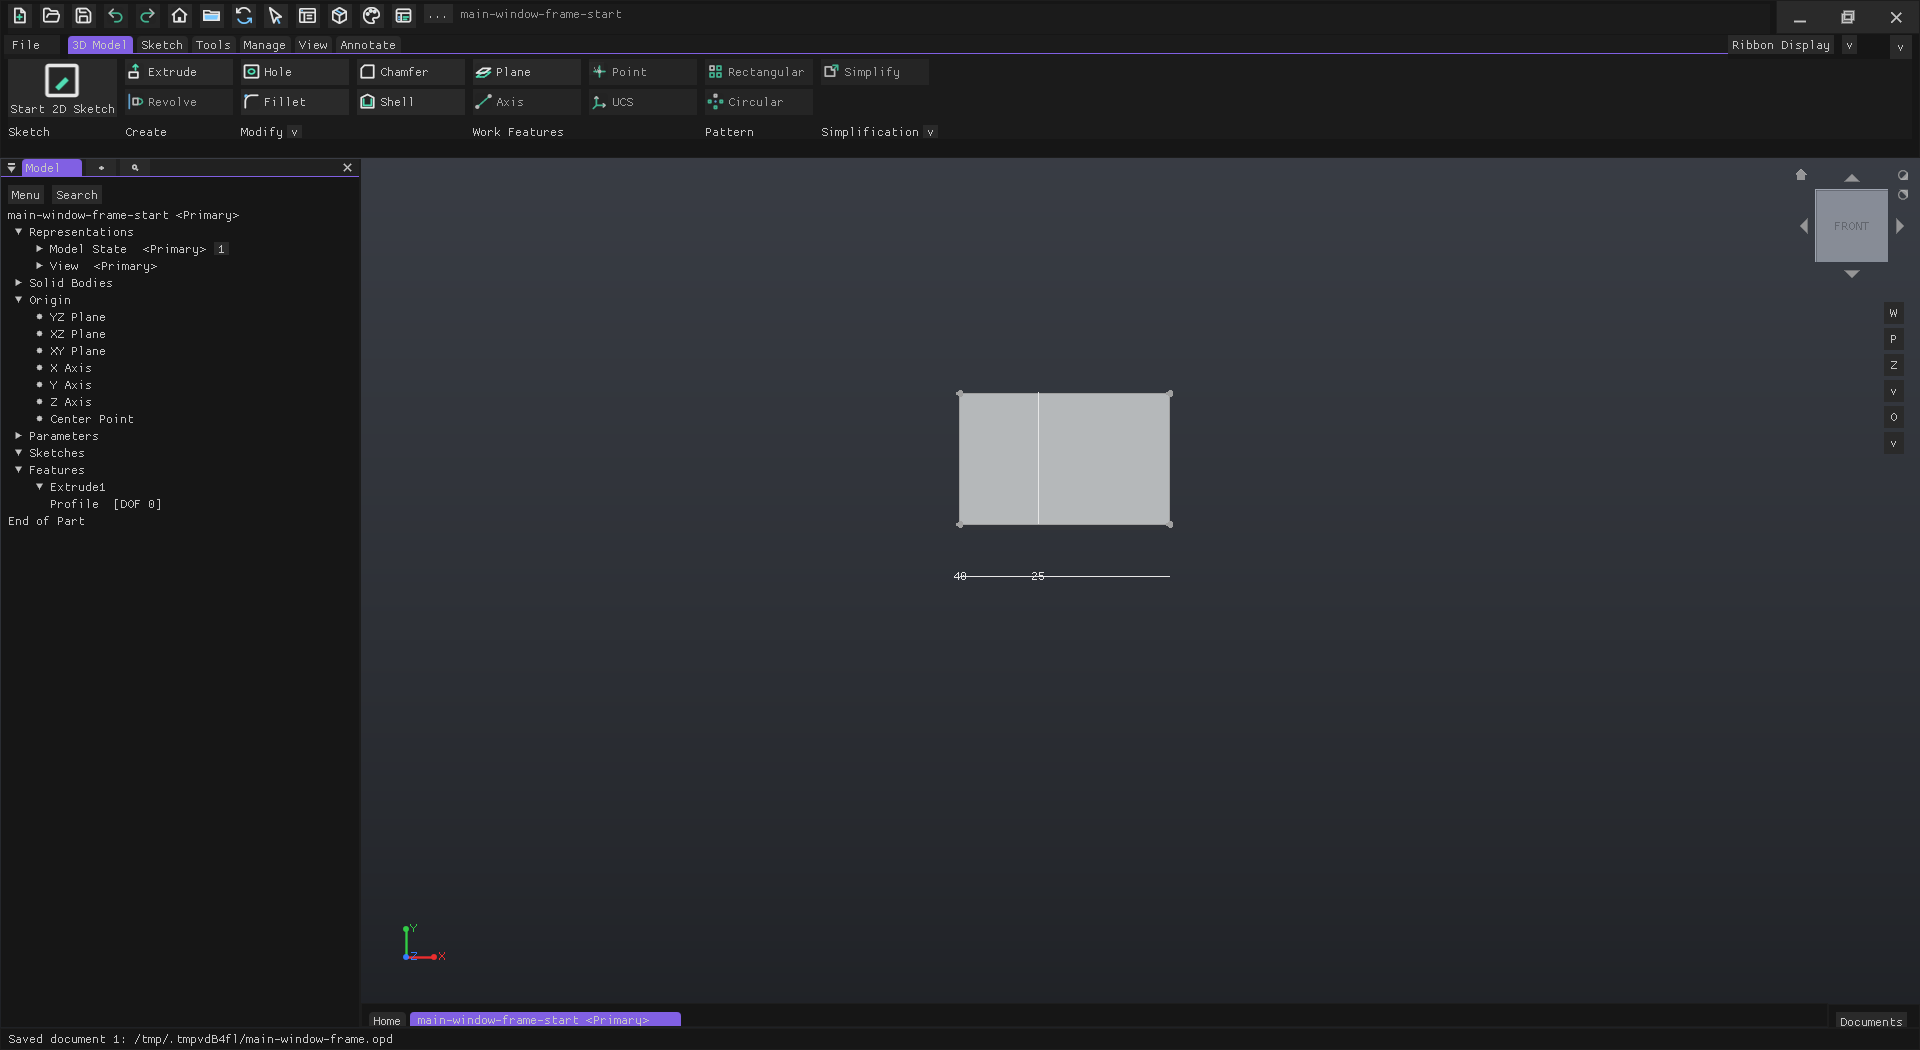 ... main-window-frame-start
File 3D Model Sketch Tools Manage View Annotate Ribbon Display v v
Start 2D Sketch
Extrude Hole Chamfer Plane Point Rectangular Simplify
Revolve Fillet Shell Axis UCS Circular
Sketch Create Modify v Work Features Pattern Simplification v
Model
Menu Search
main-window-frame-start <Primary>
Representations
Model State <Primary> 1
View <Primary>
Solid Bodies
Origin
YZ Plane
XZ Plane
XY Plane
X Axis
Y Axis
Z Axis
Center Point
Parameters
Sketches
Features
Extrude1
Profile [DOF 0]
End of Part
FRONT
W
P
Z
v
O
v
40 25
Y
Z X
Home main-window-frame-start <Primary> Documents
Saved document 1: /tmp/.tmpvdB4fl/main-window-frame.opd